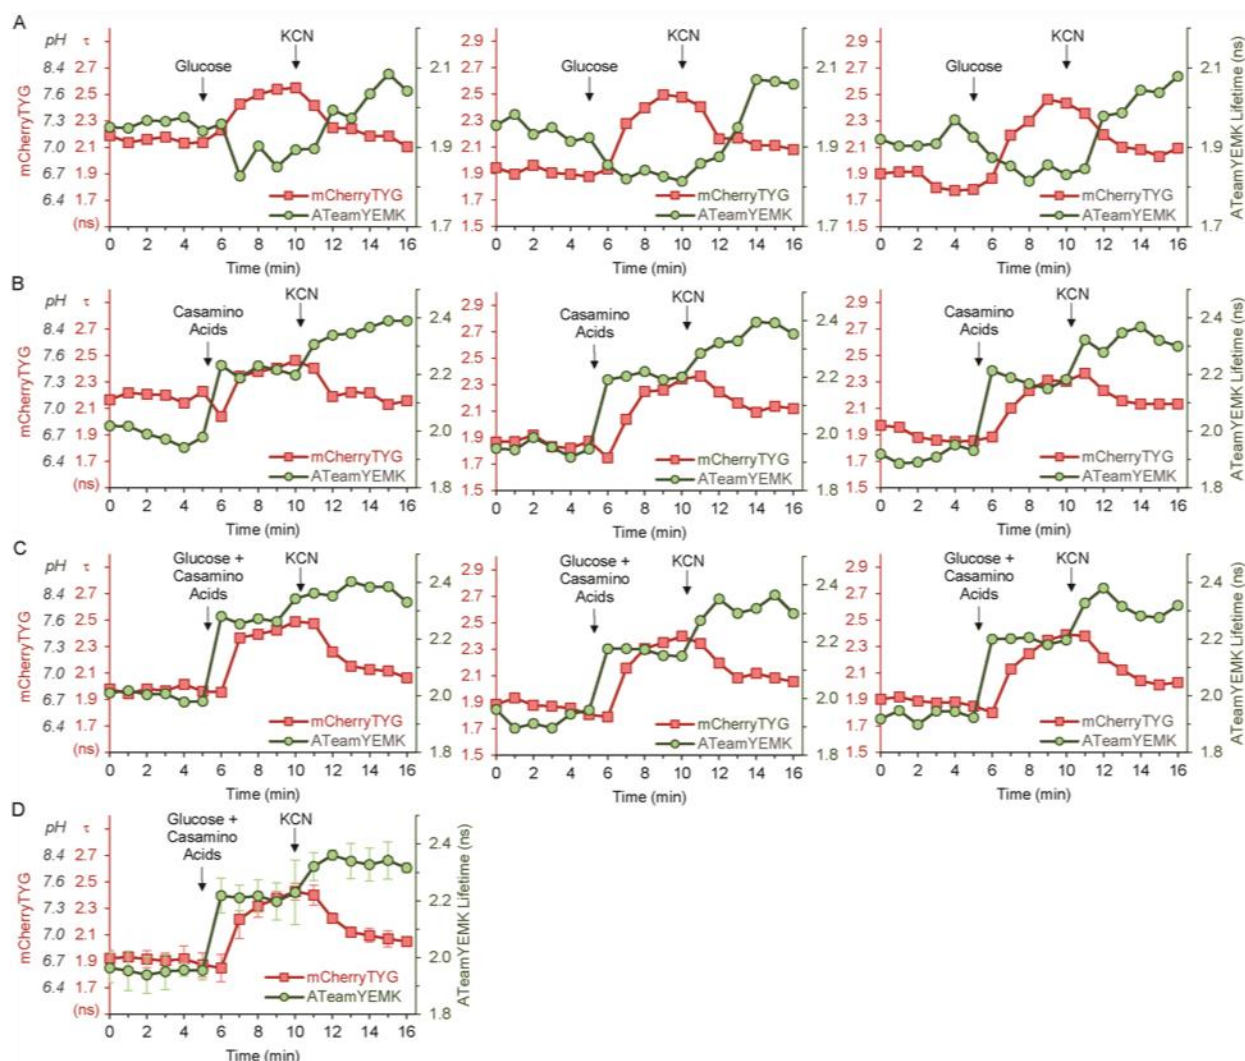 A
pH τ
8.4 2.7
7.6 2.5
7.3 2.3
7.0 2.1
6.7 1.9
6.4 1.7
(ns)
mCherryTYG
Glucose
KCN
2.1
1.9
1.7
mCherryTYG
ATeamYEMK
0 2 4 6 8 10 12 14 16
Time (min)
2.9
2.7
2.5
2.3
2.1
1.9
1.7
1.5
Glucose
KCN
2.1
1.9
1.7
mCherryTYG
ATeamYEMK
0 2 4 6 8 10 12 14 16
Time (min)
2.9
2.7
2.5
2.3
2.1
1.9
1.7
1.5
Glucose
KCN
2.1
1.9
1.7
ATeamYEMK Lifetime (ns)
mCherryTYG
ATeamYEMK
0 2 4 6 8 10 12 14 16
Time (min)
B
pH τ
8.4 2.7
7.6 2.5
7.3 2.3
7.0 2.1
6.7 1.9
6.4 1.7
(ns)
mCherryTYG
Casamino
Acids
KCN
2.4
2.2
2.0
1.8
mCherryTYG
ATeamYEMK
0 2 4 6 8 10 12 14 16
Time (min)
2.9
2.7
2.5
2.3
2.1
1.9
1.7
1.5
Casamino
Acids
KCN
2.4
2.2
2.0
1.8
mCherryTYG
ATeamYEMK
0 2 4 6 8 10 12 14 16
Time (min)
2.9
2.7
2.5
2.3
2.1
1.9
1.7
1.5
Casamino
Acids
KCN
2.4
2.2
2.0
1.8
ATeamYEMK Lifetime (ns)
mCherryTYG
ATeamYEMK
0 2 4 6 8 10 12 14 16
Time (min)
C
pH τ
8.4 2.7
7.6 2.5
7.3 2.3
7.0 2.1
6.7 1.9
6.4 1.7
(ns)
mCherryTYG
Glucose +
Casamino
Acids
KCN
2.4
2.2
2.0
1.8
mCherryTYG
ATeamYEMK
0 2 4 6 8 10 12 14 16
Time (min)
2.9
2.7
2.5
2.3
2.1
1.9
1.7
1.5
Glucose +
Casamino
Acids
KCN
2.4
2.2
2.0
1.8
mCherryTYG
ATeamYEMK
0 2 4 6 8 10 12 14 16
Time (min)
2.9
2.7
2.5
2.3
2.1
1.9
1.7
1.5
Glucose +
Casamino
Acids
KCN
2.4
2.2
2.0
1.8
ATeamYEMK Lifetime (ns)
mCherryTYG
ATeamYEMK
0 2 4 6 8 10 12 14 16
Time (min)
D
pH τ
8.4 2.7
7.6 2.5
7.3 2.3
7.0 2.1
6.7 1.9
6.4 1.7
(ns)
mCherryTYG
Glucose +
Casamino
Acids
KCN
2.4
2.2
2.0
1.8
ATeamYEMK Lifetime (ns)
mCherryTYG
ATeamYEMK
0 2 4 6 8 10 12 14 16
Time (min)